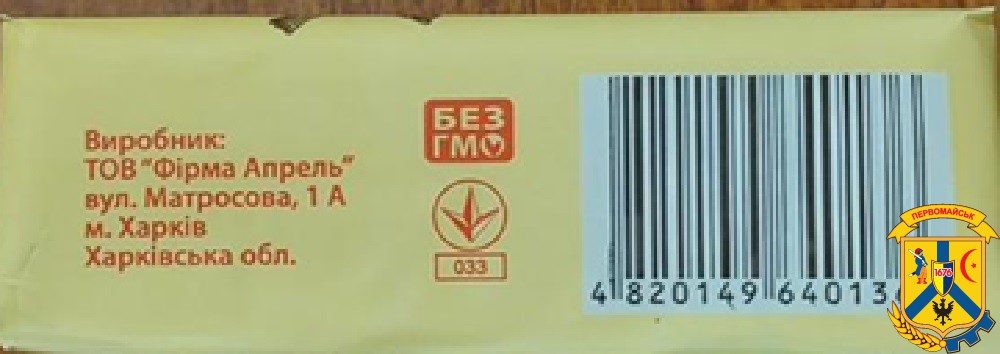 Виробник:
ТОВ "Фірма Апрель"
вул. Матросова, 1 А
м. Харків
Харківська обл.
БЕЗ
ГМО
033
4 820149 64013
ПЕРВОМАЙСЬК
1676